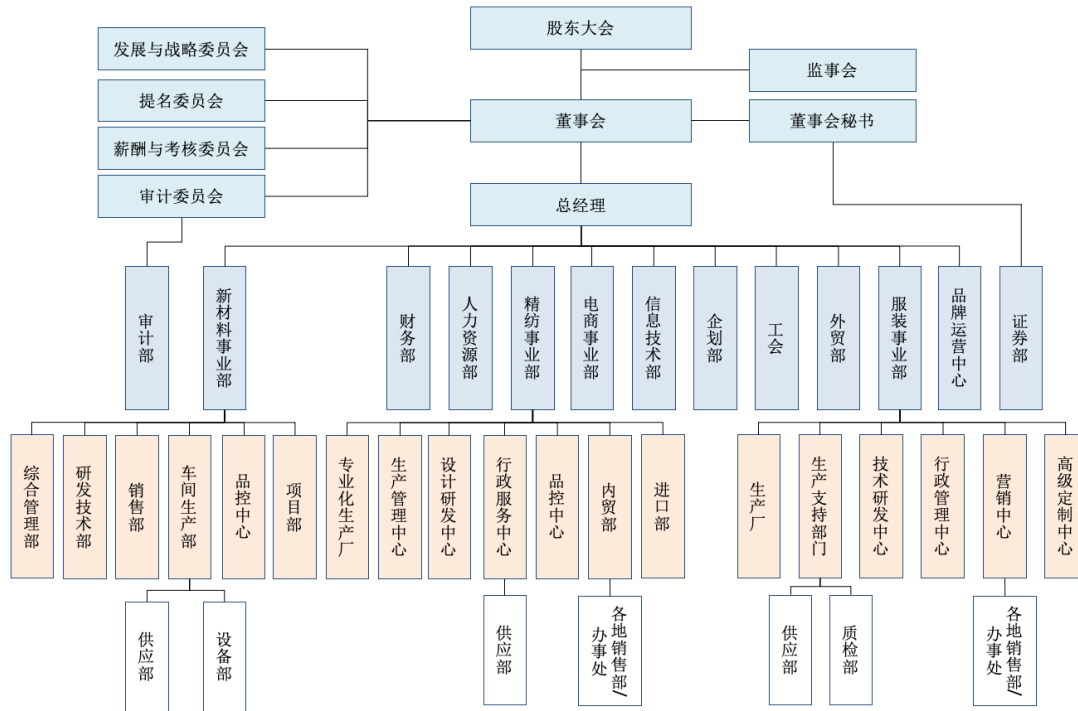 股东大会
发展与战略委员会
监事会
提名委员会
董事会
董事会秘书
薪酬与考核委员会
审计委员会
总经理
审计部
新材料事业部
财务部
人力资源部
精纺事业部
电商事业部
信息技术部
企划部
工会
外贸部
服装事业部
品牌运营中心
证券部
综合管理部
研发技术部
销售部
车间生产部
品控中心
项目部
专业化生产厂
生产管理中心
设计研发中心
行政服务中心
品控中心
内贸部
进口部
生产厂
生产支持部门
技术研发中心
行政管理中心
营销中心
高级定制中心
供应部
设备部
供应部
各地销售部/
办事处
供应部
质检部
各地销售部/
办事处